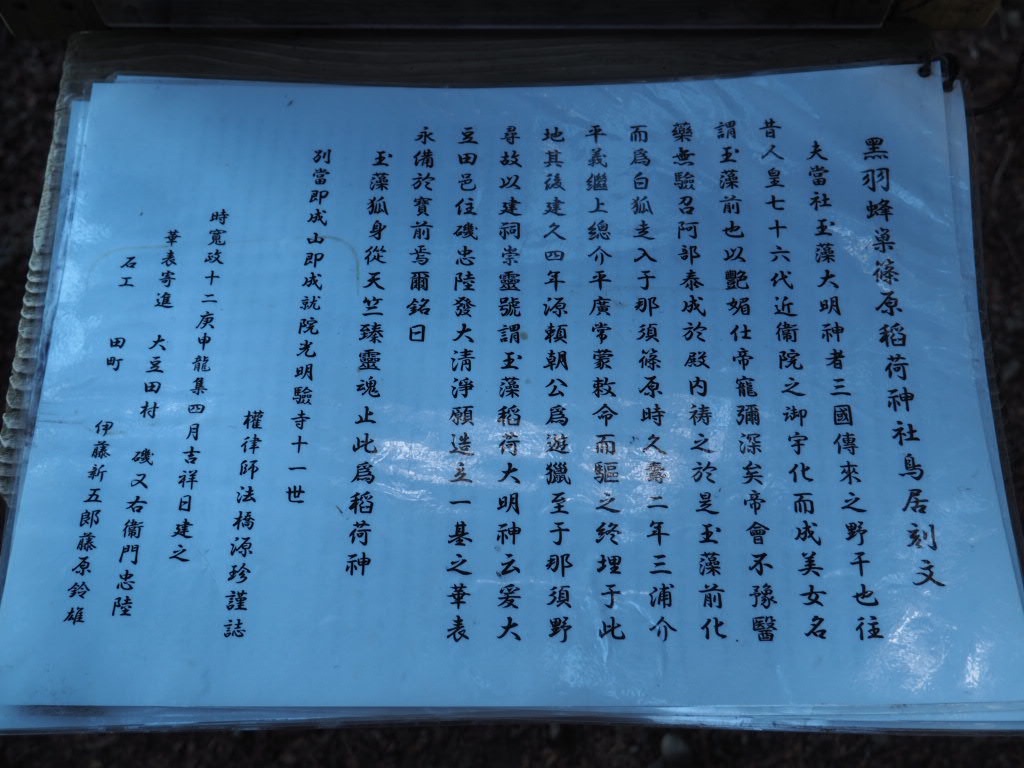 黑羽蜂巣篠原稻荷神社鳥居刻文
夫當社玉藻大明神者三國傳來之野干也往
昔人皇七十六代近衛院之御宇化而成美女名
謂玉藻前也以艷媚仕帝寵彌深矣帝會不豫醫
藥無驗召阿部泰成於殿内祷之於是玉藻前化
而爲白狐走入于那須篠原時久壽二年三浦介
平義繼上總介平廣常蒙敕命而驅之終埋于此
地其後建久四年源頼朝公爲遊獵至于那須野
尋故以建祠崇靈號謂玉藻稻荷大明神云爰大
豆田邑住磯忠陸發大清淨願造立一基之華表
永備於寳前焉爾銘曰
玉藻狐身從天竺臻靈魂止此爲稻荷神
別當即成山即成就院光明驗寺十一世
權律師法橋源珍謹誌
時寛政十二庚申龍集四月吉祥日建之
華表寄進 大豆田村 磯又右衛門忠陸
石工 田町 伊藤新五郎藤原鈴雄